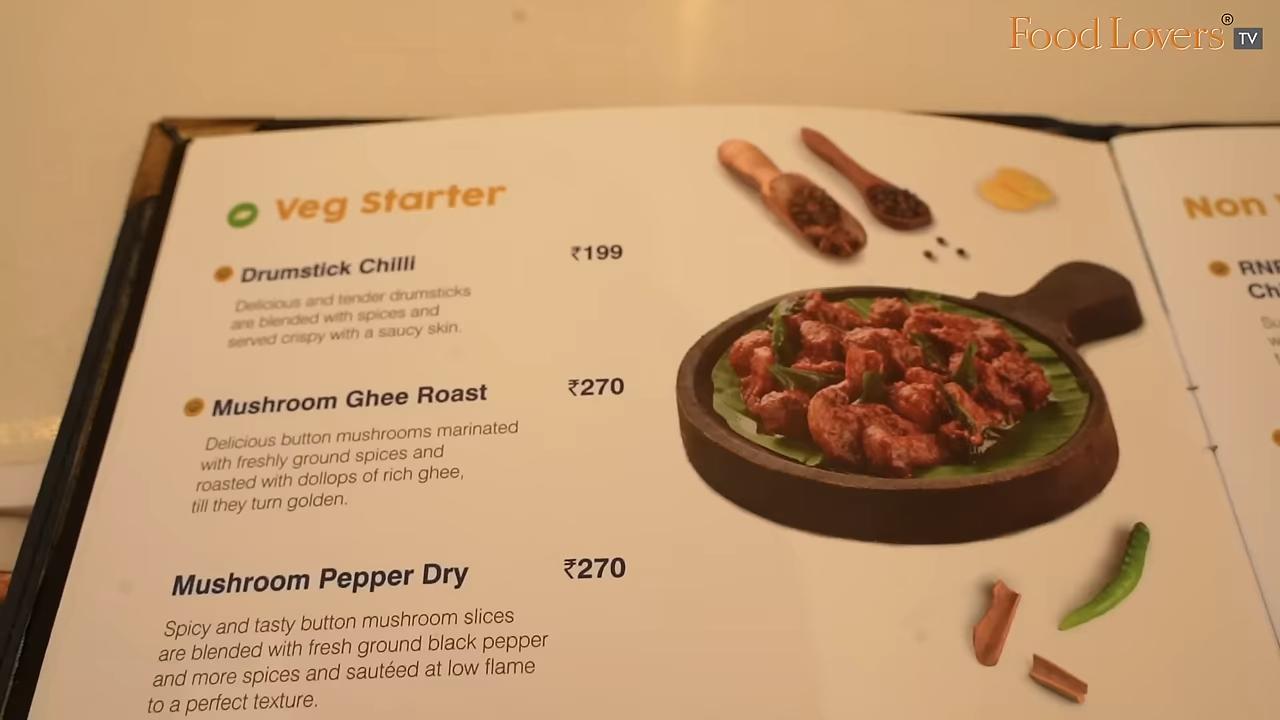 Food Lovers® TV
Veg Starter
Drumstick Chilli ₹199
Delicious and tender drumsticks
are blended with spices and
served crispy with a saucy skin.
Mushroom Ghee Roast ₹270
Delicious button mushrooms marinated
with freshly ground spices and
roasted with dollops of rich ghee,
till they turn golden.
Mushroom Pepper Dry ₹270
Spicy and tasty button mushroom slices
are blended with fresh ground black pepper
and more spices and sautéed at low flame
to a perfect texture.
Non